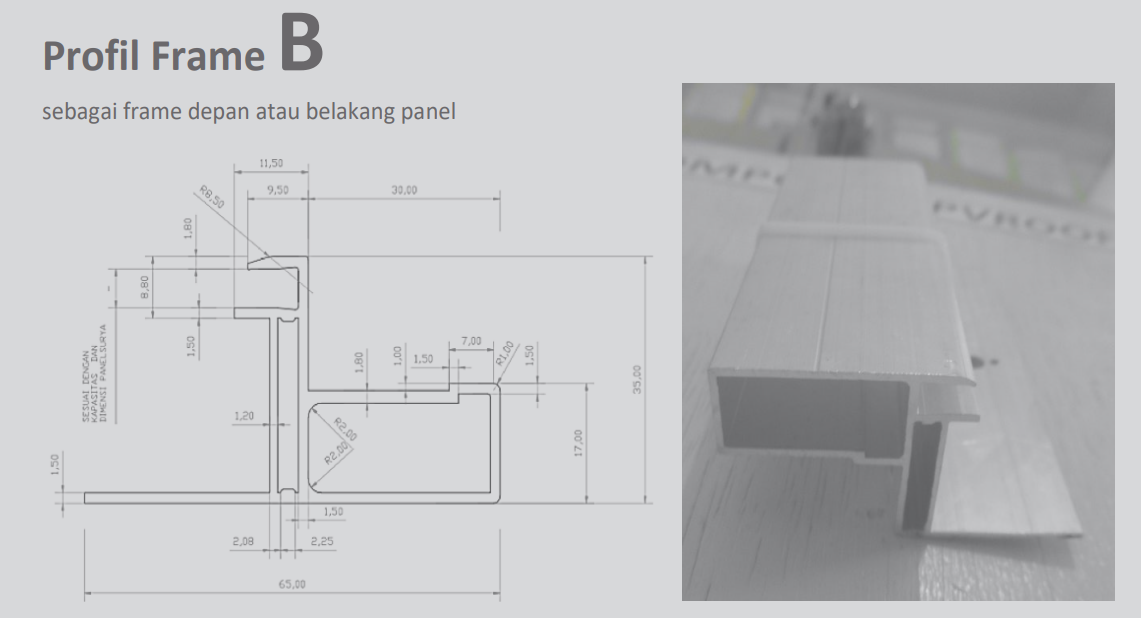 Profil Frame B
sebagai frame depan atau belakang panel
11,50
9,50
30,00
R8,50
1,80
8,80
1,50
SESUAI DENGAN
KAPASITAS DAN
DIMENSI PANEL SURYA
1,20
1,50
1,80
1,00
1,50
7,00
R1,00
1,50
35,00
17,00
R2,00
R2,00
1,50
2,08
2,25
65,00
PVROOF